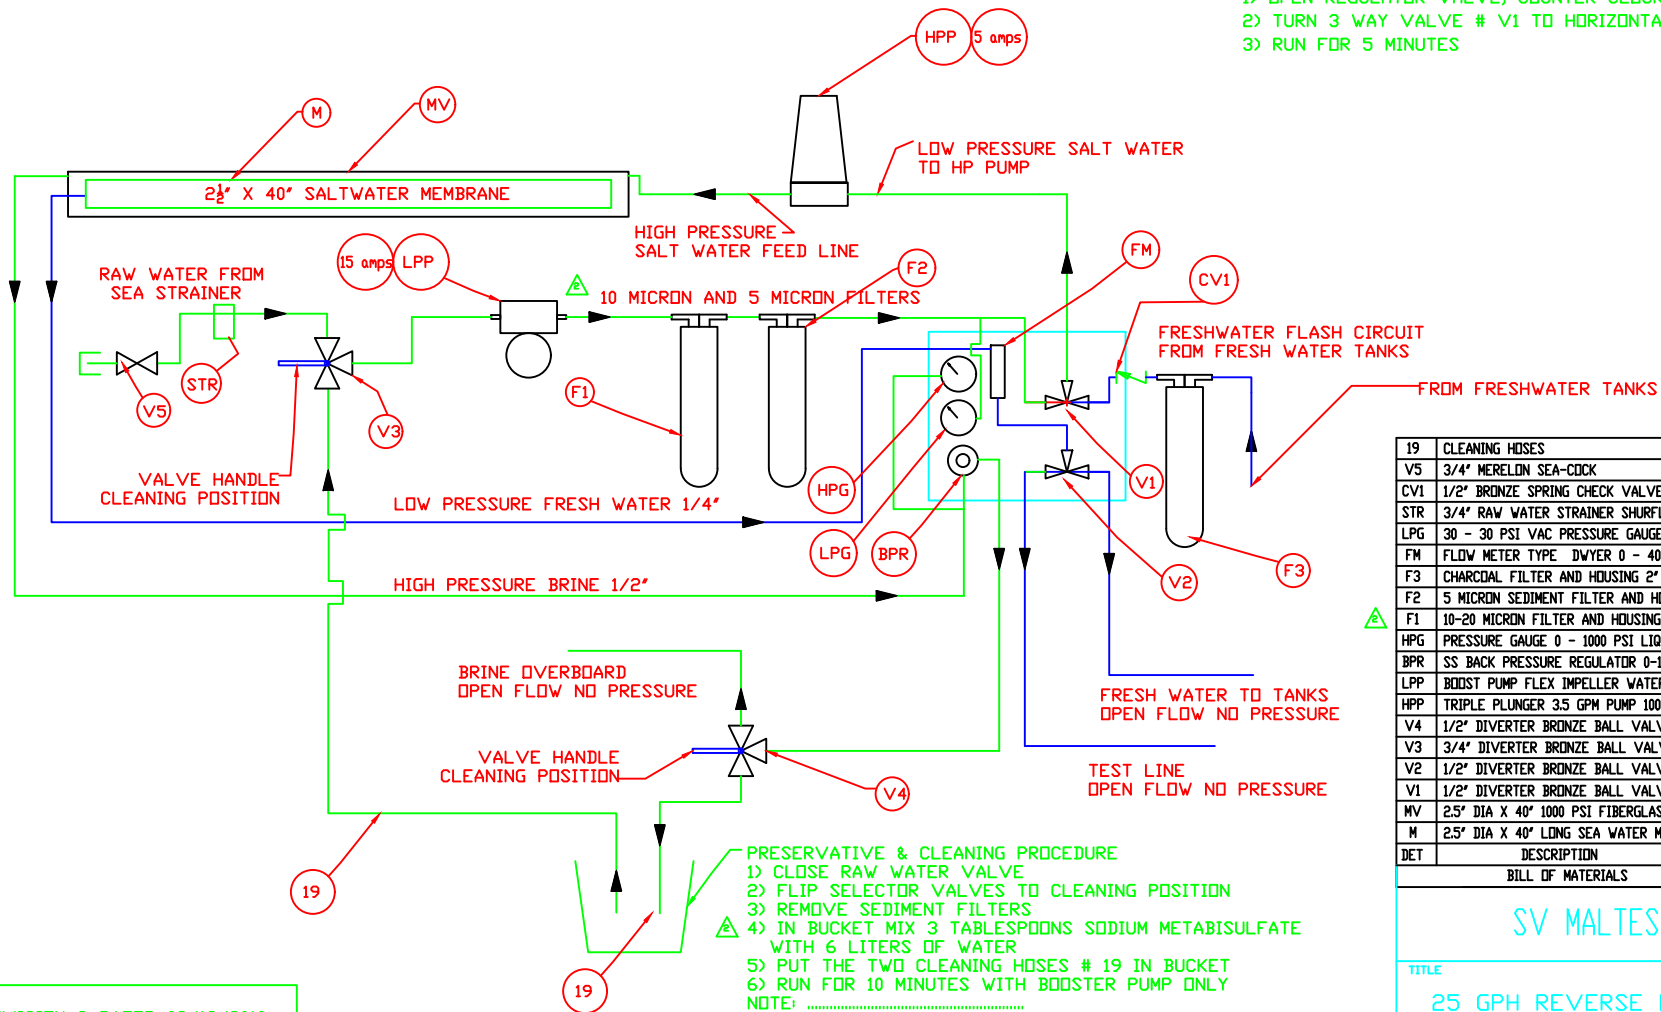 2) TURN 3 WAY VALVE # V1 TO
3) RUN FOR 5 MINUTES
HPP
5 amps
M
MV
LOW PRESSURE SALT WATER
TO HP PUMP
2½" X 40" SALTWATER MEMBRANE
HIGH PRESSURE
SALT WATER FEED LINE
15 amps
LPP
F2
FM
CV1
RAW WATER FROM
SEA STRAINER
2
10 MICRON AND 5 MICRON FILTERS
FRESHWATER FLASH CIRCUIT
FROM FRESH WATER TANKS
FROM FRESHWATER TANKS
STR
V5
V3
F1
VALVE HANDLE
CLEANING POSITION
LOW PRESSURE FRESH WATER 1/4"
HPG
V1
LPG
BPR
V2
F3
HIGH PRESSURE BRINE 1/2"
BRINE OVERBOARD
OPEN FLOW NO PRESSURE
FRESH WATER TO TANKS
OPEN FLOW NO PRESSURE
VALVE HANDLE
CLEANING POSITION
TEST LINE
OPEN FLOW NO PRESSURE
V4
19
19
PRESERVATIVE & CLEANING PROCEDURE
1) CLOSE RAW WATER VALVE
2) FLIP SELECTOR VALVES TO CLEANING POSITION
3) REMOVE SEDIMENT FILTERS
2
4) IN BUCKET MIX 3 TABLESPOONS SODIUM METABISULFATE
WITH 6 LITERS OF WATER
5) PUT THE TWO CLEANING HOSES # 19 IN BUCKET
6) RUN FOR 10 MINUTES WITH BOOSTER PUMP ONLY
NOTE:
19 CLEANING HOSES
V5 3/4" MERELON SEA-COCK
CV1 1/2" BRONZE SPRING CHECK VALVE
STR 3/4" RAW WATER STRAINER
LPG 30 - 30 PSI VAC PRESSURE GAUGE
FM FLOW METER TYPE DWYER 0 - 40
F3 CHARCOAL FILTER AND HOUSING 2"
F2 5 MICRON SEDIMENT FILTER AND
2
F1 10-20 MICRON FILTER AND HOUSING
HPG PRESSURE GAUGE 0 - 1000 PSI
BPR SS BACK PRESSURE REGULATOR
LPP BOOST PUMP FLEX IMPELLER
HPP TRIPLE PLUNGER 3.5 GPM PUMP
V4 1/2" DIVERTER BRONZE BALL
V3 3/4" DIVERTER BRONZE BALL
V2 1/2" DIVERTER BRONZE BALL
V1 1/2" DIVERTER BRONZE BALL
MV 2.5" DIA X 40" 1000 PSI
M 2.5" DIA X 40" LONG SEA WATER
DET DESCRIPTION
BILL OF MATERIALS
SV
TITLE
25 GPH REVERSE